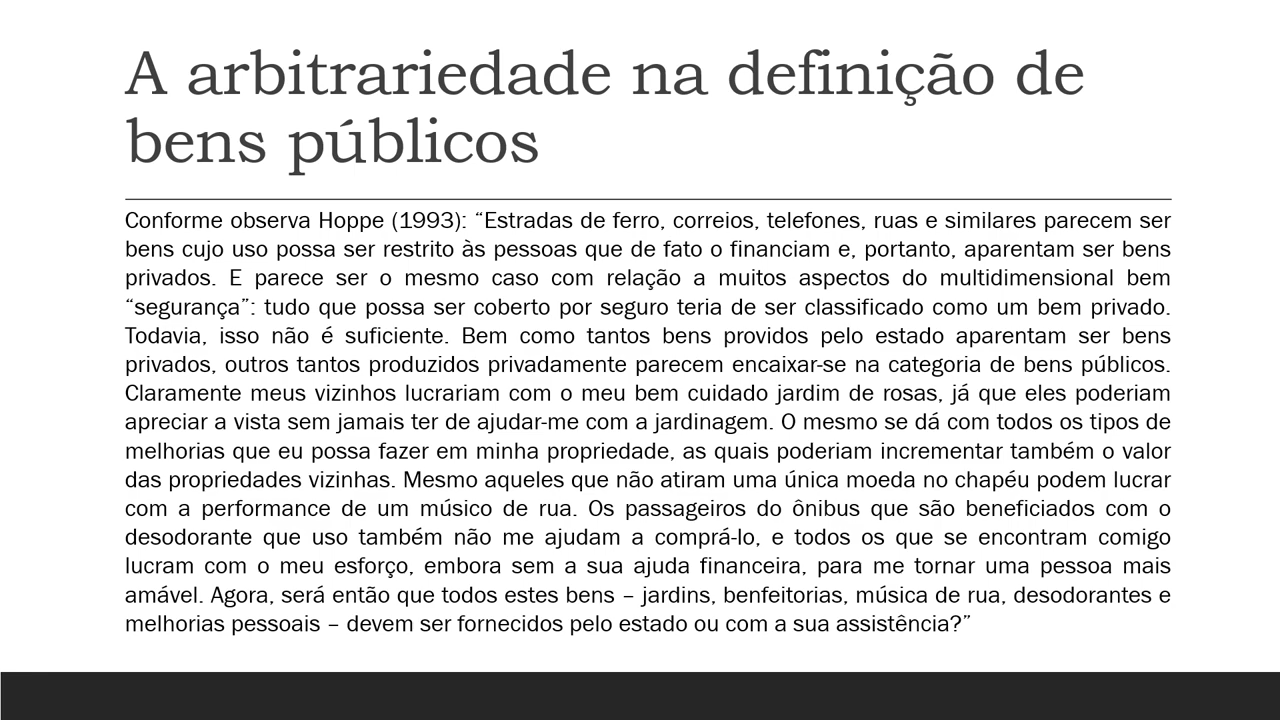 A arbitrariedade na definição de
bens públicos
Conforme observa Hoppe (1993): “Estradas de ferro, correios, telefones, ruas e similares parecem ser
bens cujo uso possa ser restrito às pessoas que de fato o financiam e, portanto, aparentam ser bens
privados. E parece ser o mesmo caso com relação a muitos aspectos do multidimensional bem
“segurança”: tudo que possa ser coberto por seguro teria de ser classificado como um bem privado.
Todavia, isso não é suficiente. Bem como tantos bens providos pelo estado aparentam ser bens
privados, outros tantos produzidos privadamente parecem encaixar-se na categoria de bens públicos.
Claramente meus vizinhos lucrariam com o meu bem cuidado jardim de rosas, já que eles poderiam
apreciar a vista sem jamais ter de ajudar-me com a jardinagem. O mesmo se dá com todos os tipos de
melhorias que eu possa fazer em minha propriedade, as quais poderiam incrementar também o valor
das propriedades vizinhas. Mesmo aqueles que não atiram uma única moeda no chapéu podem lucrar
com a performance de um músico de rua. Os passageiros do ônibus que são beneficiados com o
desodorante que uso também não me ajudam a comprá-lo, e todos os que se encontram comigo
lucram com o meu esforço, embora sem a sua ajuda financeira, para me tornar uma pessoa mais
amável. Agora, será então que todos estes bens – jardins, benfeitorias, música de rua, desodorantes e
melhorias pessoais – devem ser fornecidos pelo estado ou com a sua assistência?”